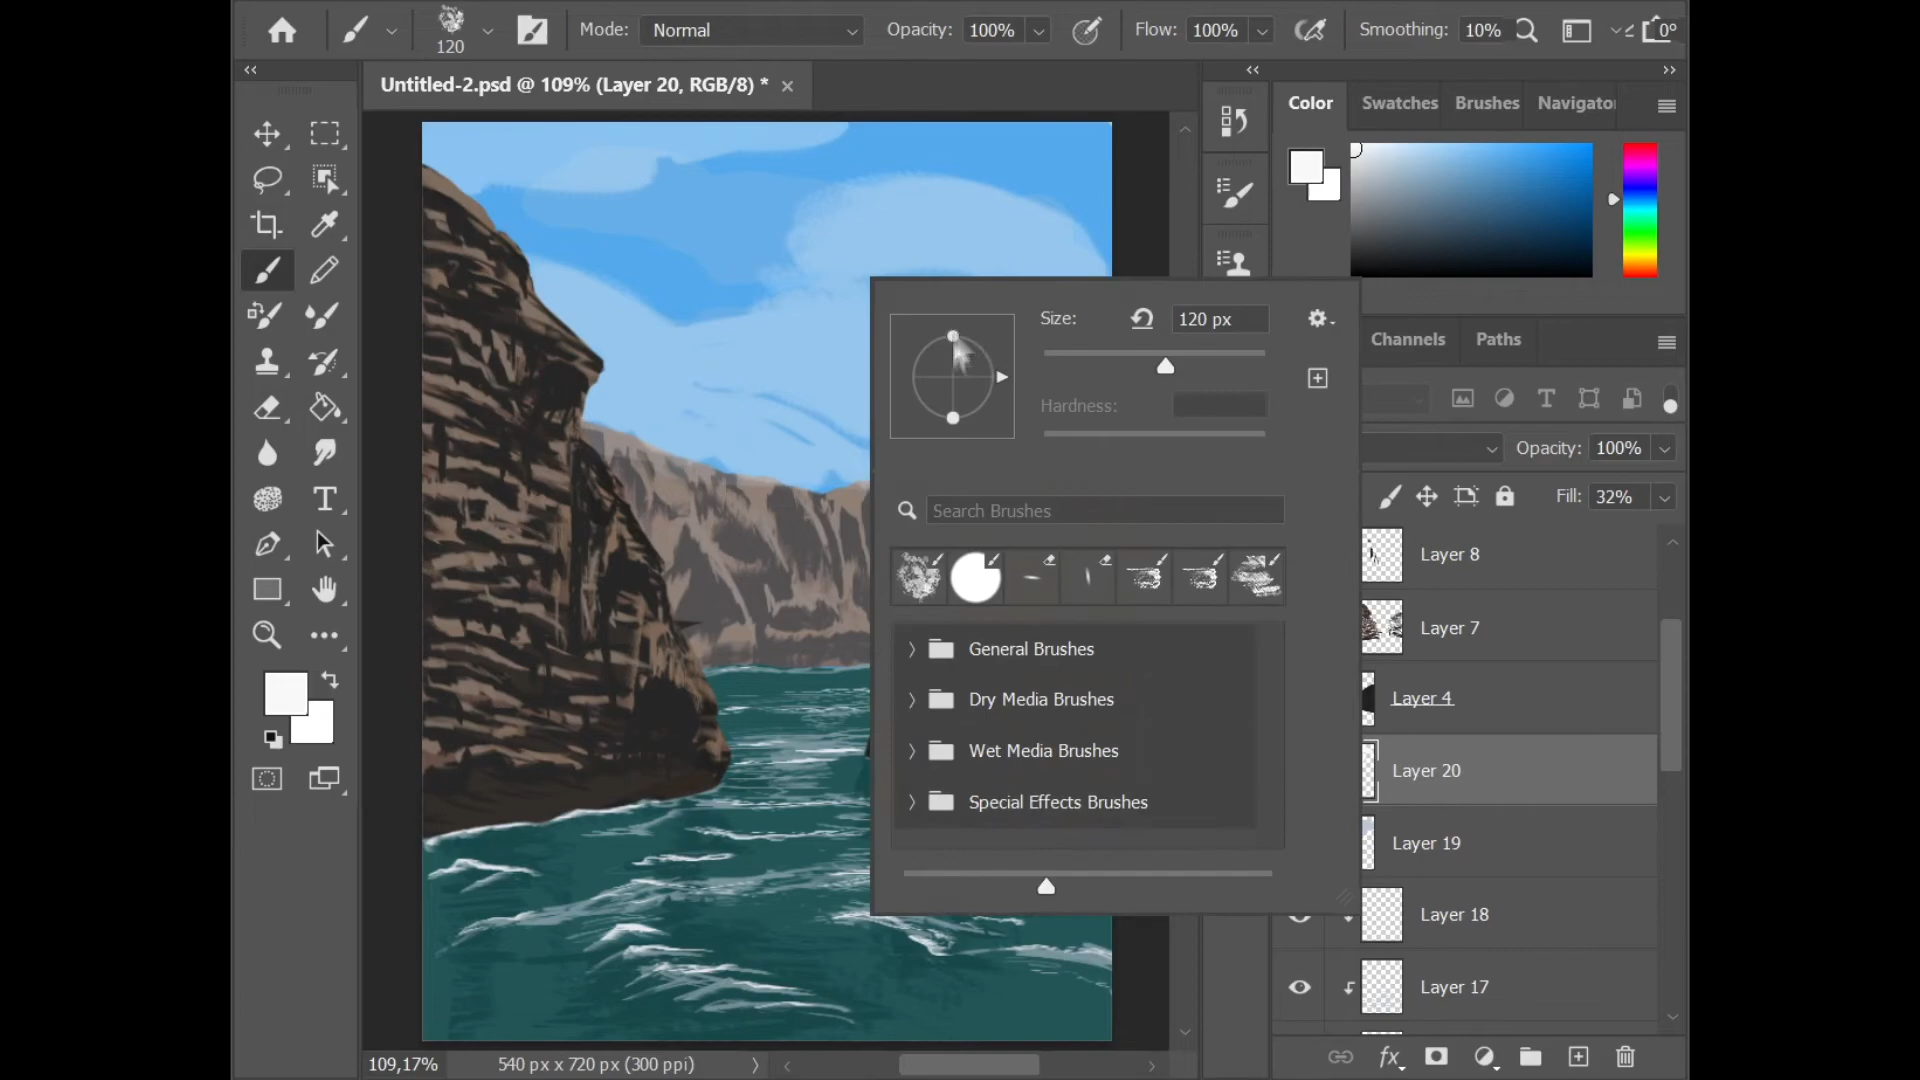 120
Mode: Normal Opacity: 100% Flow: 100% Smoothing: 10% 0°
Untitled-2.psd @ 109% (Layer 20, RGB/8) *
Color Swatches Brushes Navigator
Size: 120 px
Hardness:
Search Brushes
General Brushes
Dry Media Brushes
Wet Media Brushes
Special Effects Brushes
Channels Paths
Opacity: 100%
Fill: 32%
Layer 8
Layer 7
Layer 4
Layer 20
Layer 19
Layer 18
Layer 17
fx
109,17% 540 px x 720 px (300 ppi)